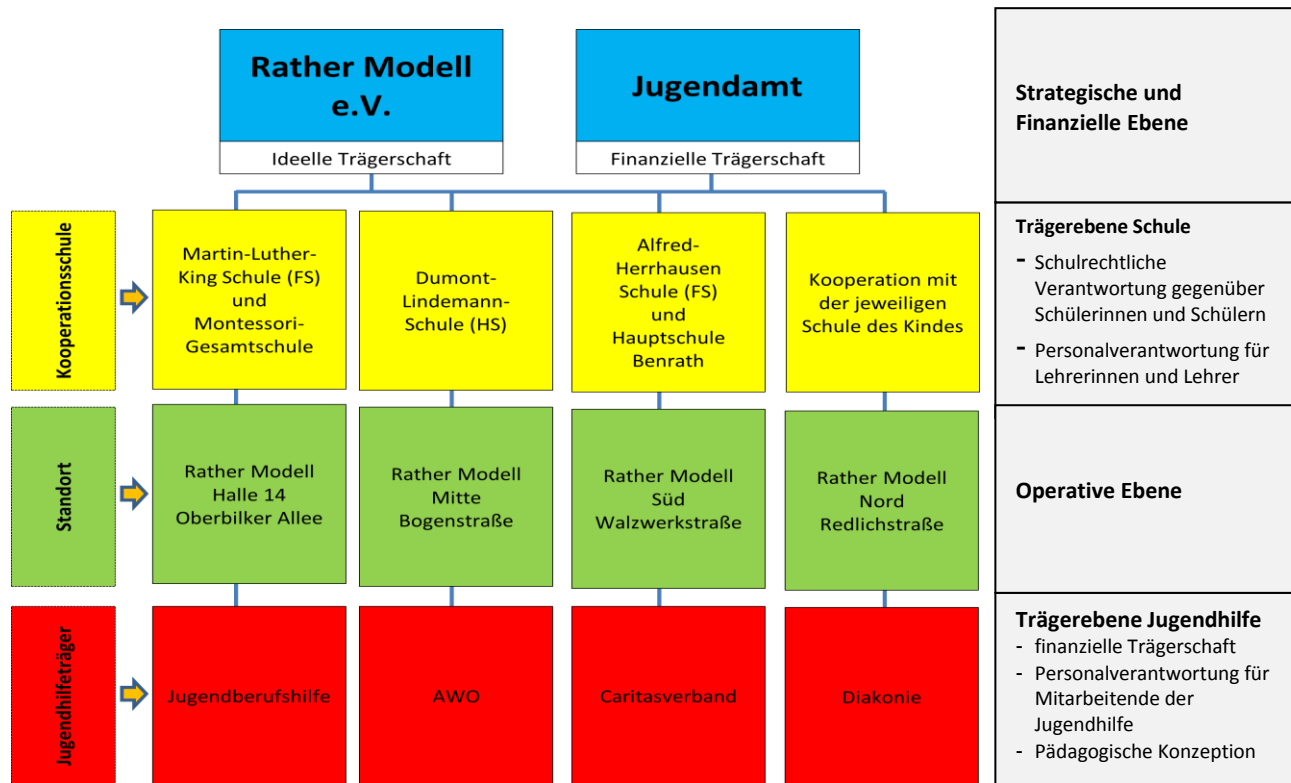 Rather Modell
e.V.
Ideelle Trägerschaft
Jugendamt
Finanzielle Trägerschaft
Strategische und
Finanzielle Ebene
Kooperationsschule
Martin-Luther-
King Schule (FS)
und
Montessori-
Gesamtschule
Dumont-
Lindemann-
Schule (HS)
Alfred-
Herrhausen
Schule (FS)
und
Hauptschule
Benrath
Kooperation mit
der jeweiligen
Schule des Kindes
Trägerebene Schule
- Schulrechtliche
Verantwortung gegenüber
Schülerinnen und Schülern
- Personalverantwortung für
Lehrerinnen und Lehrer
Standort
Rather Modell
Halle 14
Oberbilker Allee
Rather Modell
Mitte
Bogenstraße
Rather Modell
Süd
Walzwerkstraße
Rather Modell
Nord
Redlichstraße
Operative Ebene
Jugendhilfeträger
Jugendberufshilfe
AWO
Caritasverband
Diakonie
Trägerebene Jugendhilfe
- finanzielle Trägerschaft
- Personalverantwortung für
Mitarbeitende der
Jugendhilfe
- Pädagogische Konzeption